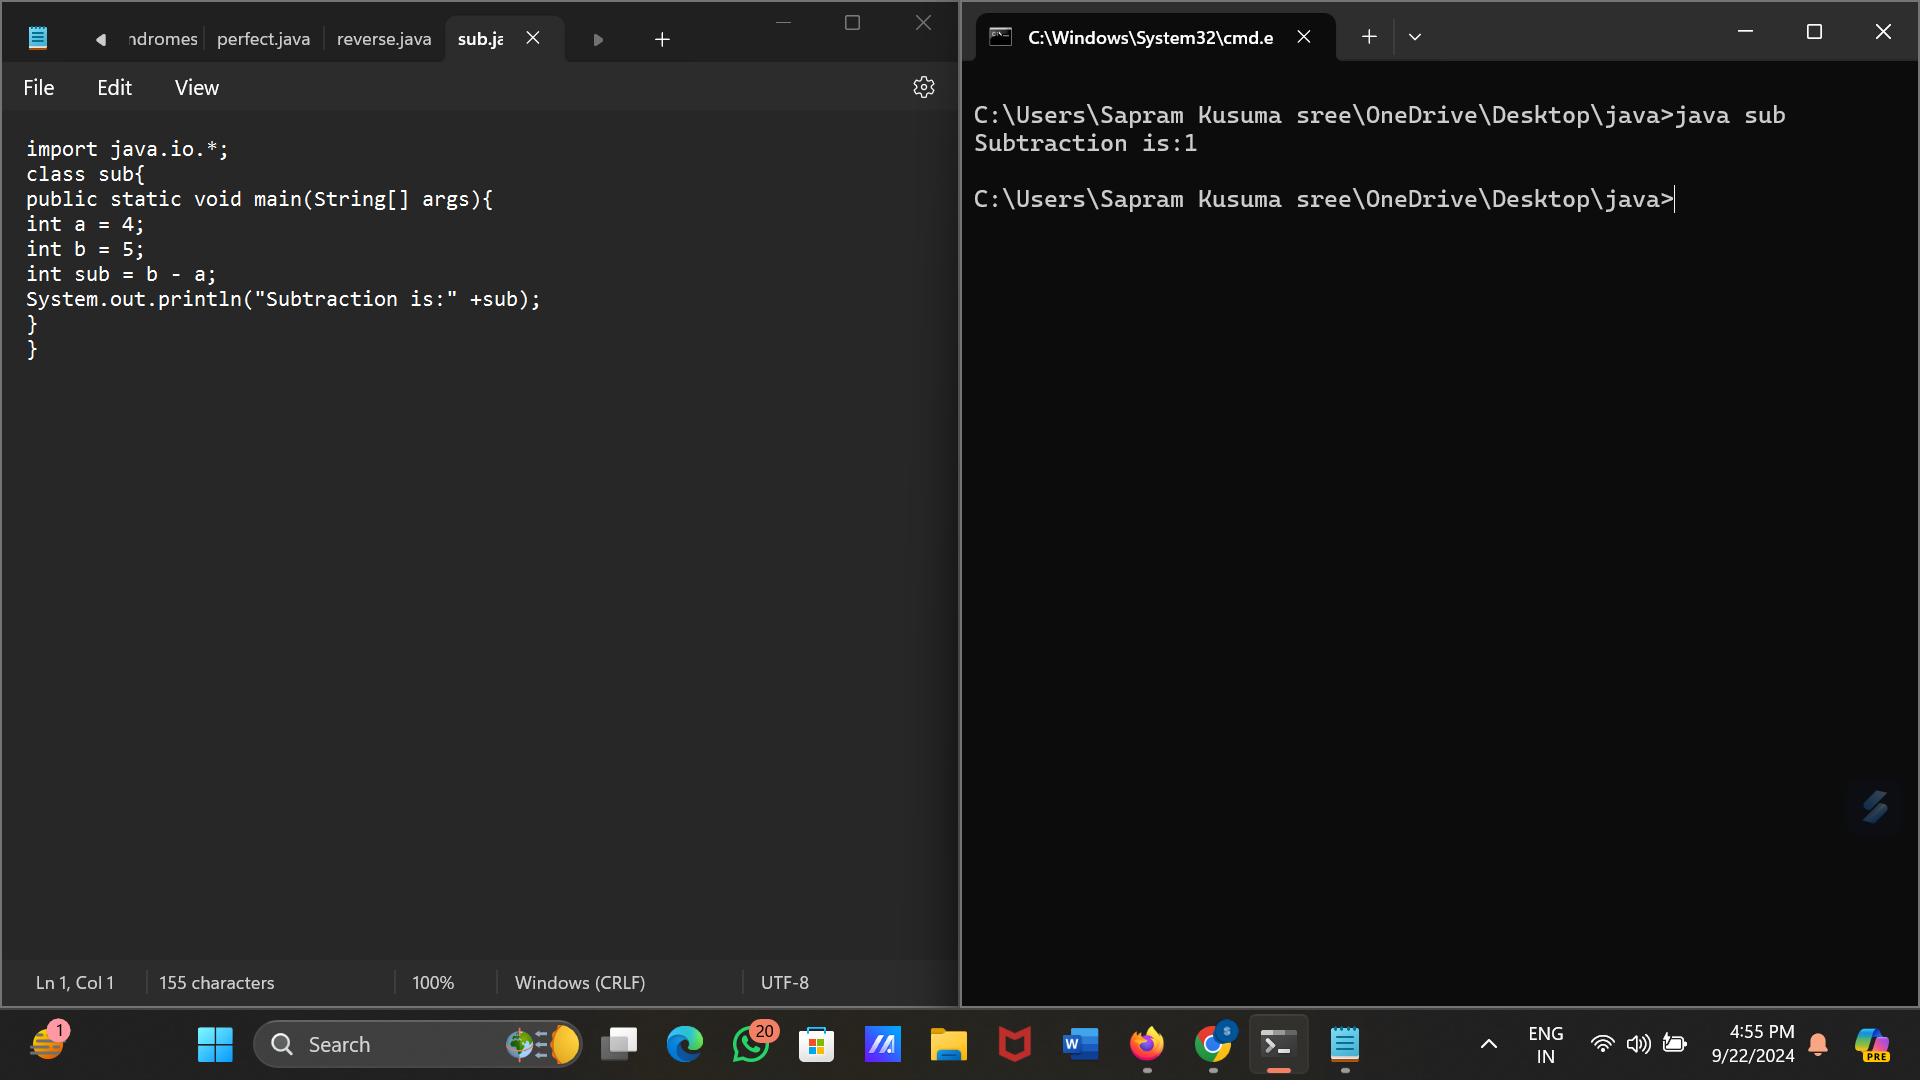 ndromes perfect.java reverse.java sub.ja
File Edit View
import java.io.*;
class sub{
public static void main(String[] args){
int a = 4;
int b = 5;
int sub = b - a;
System.out.println("Subtraction is:" +sub);
}
}
Ln 1, Col 1 155 characters 100% Windows (CRLF) UTF-8
C:\Windows\System32\cmd.e
C:\Users\Sapram Kusuma sree\OneDrive\Desktop\java>java sub
Subtraction is:1
C:\Users\Sapram Kusuma sree\OneDrive\Desktop\java>
1
Search
20
W
S
ENG
IN
4:55 PM
9/22/2024
PRE